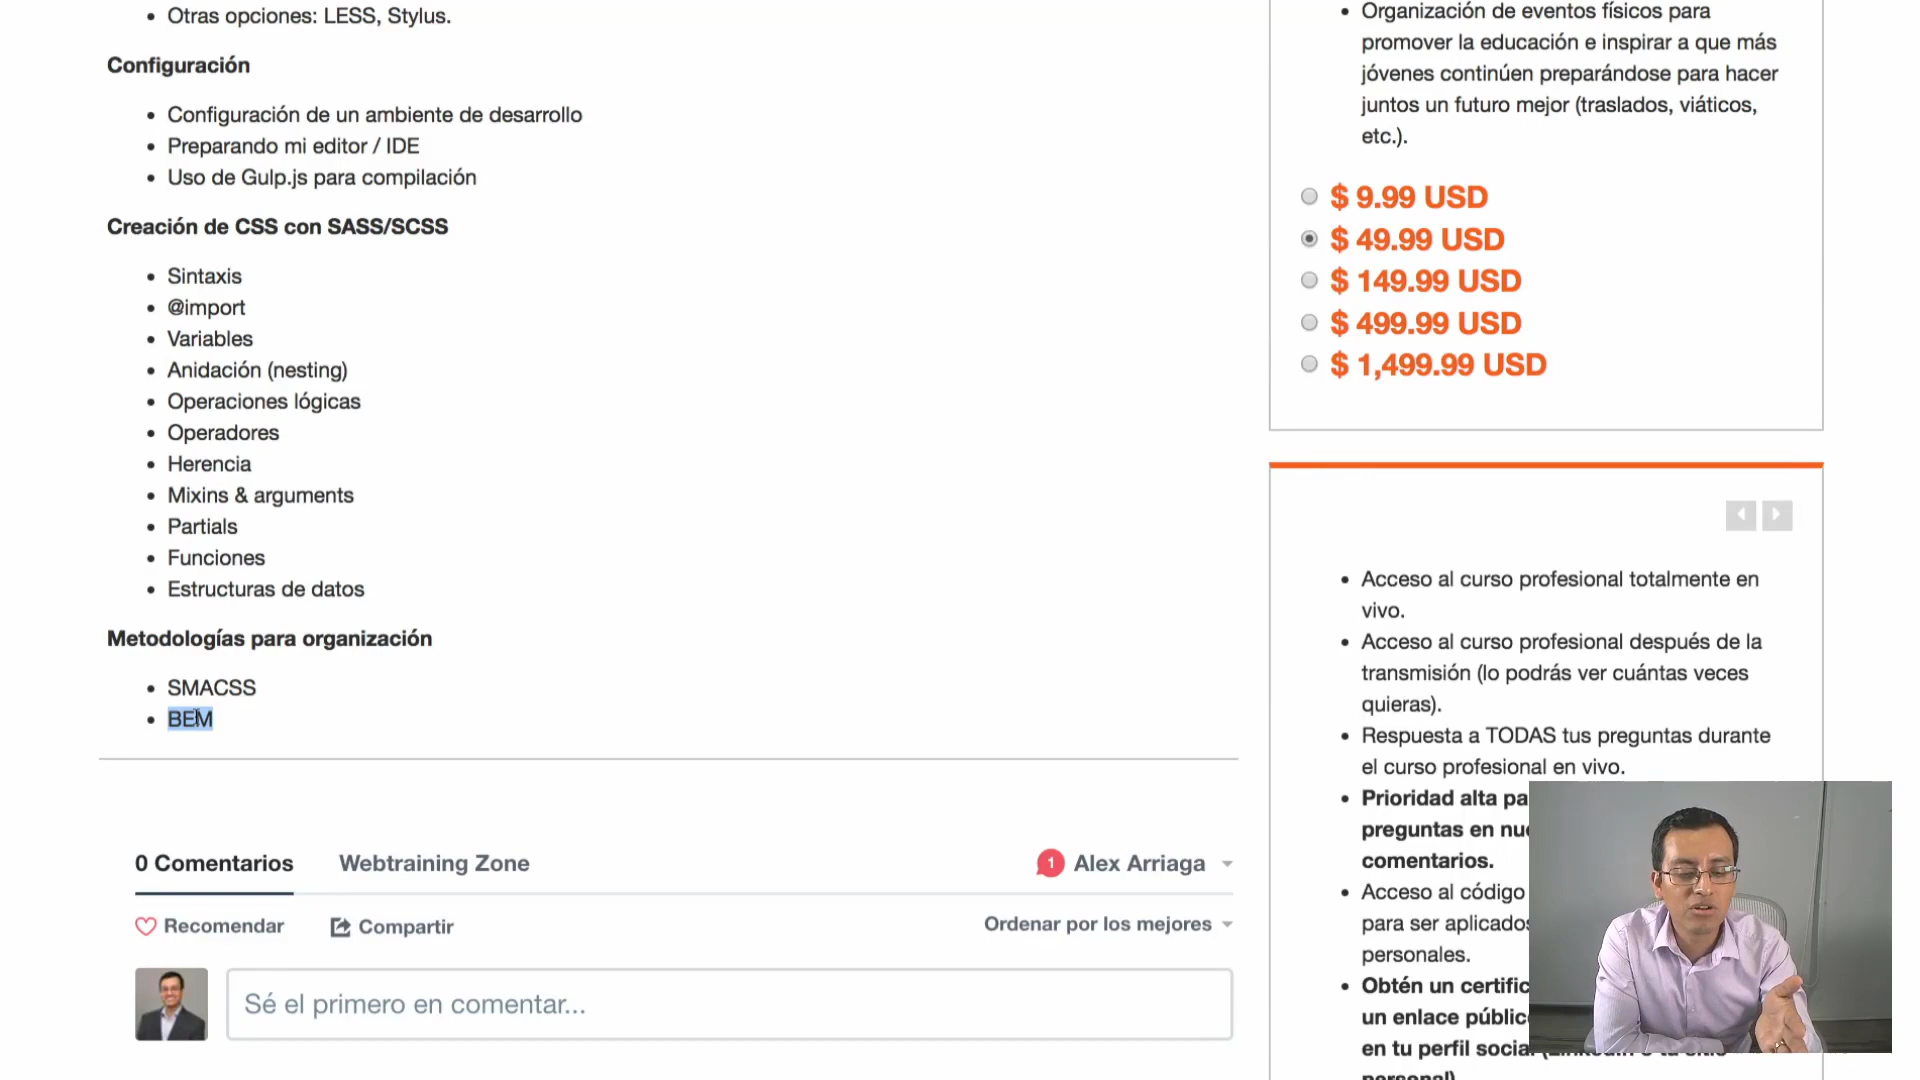 Otras opciones: LESS, Stylus.
Configuración
Configuración de un ambiente de desarrollo
Preparando mi editor / IDE
Uso de Gulp.js para compilación
Creación de CSS con SASS/SCSS
Sintaxis
@import
Variables
Anidación (nesting)
Operaciones lógicas
Operadores
Herencia
Mixins & arguments
Partials
Funciones
Estructuras de datos
Metodologías para organización
SMACSS
BEM
0 Comentarios
Webtraining Zone
1 Alex Arriaga
Recomendar
Compartir
Ordenar por los mejores
Sé el primero en comentar...
Organización de eventos físicos para
promover la educación e inspirar a que más
jóvenes continúen preparándose para hacer
juntos un futuro mejor (traslados, viáticos,
etc.).
$ 9.99 USD
$ 49.99 USD
$ 149.99 USD
$ 499.99 USD
$ 1,499.99 USD
Acceso al curso profesional totalmente en
vivo.
Acceso al curso profesional después de la
transmisión (lo podrás ver cuántas veces
quieras).
Respuesta a TODAS tus preguntas durante
el curso profesional en vivo.
Prioridad alta pa
preguntas en nue
comentarios.
Acceso al código
para ser aplicados
personales.
Obtén un certific
un enlace público
en tu perfil social